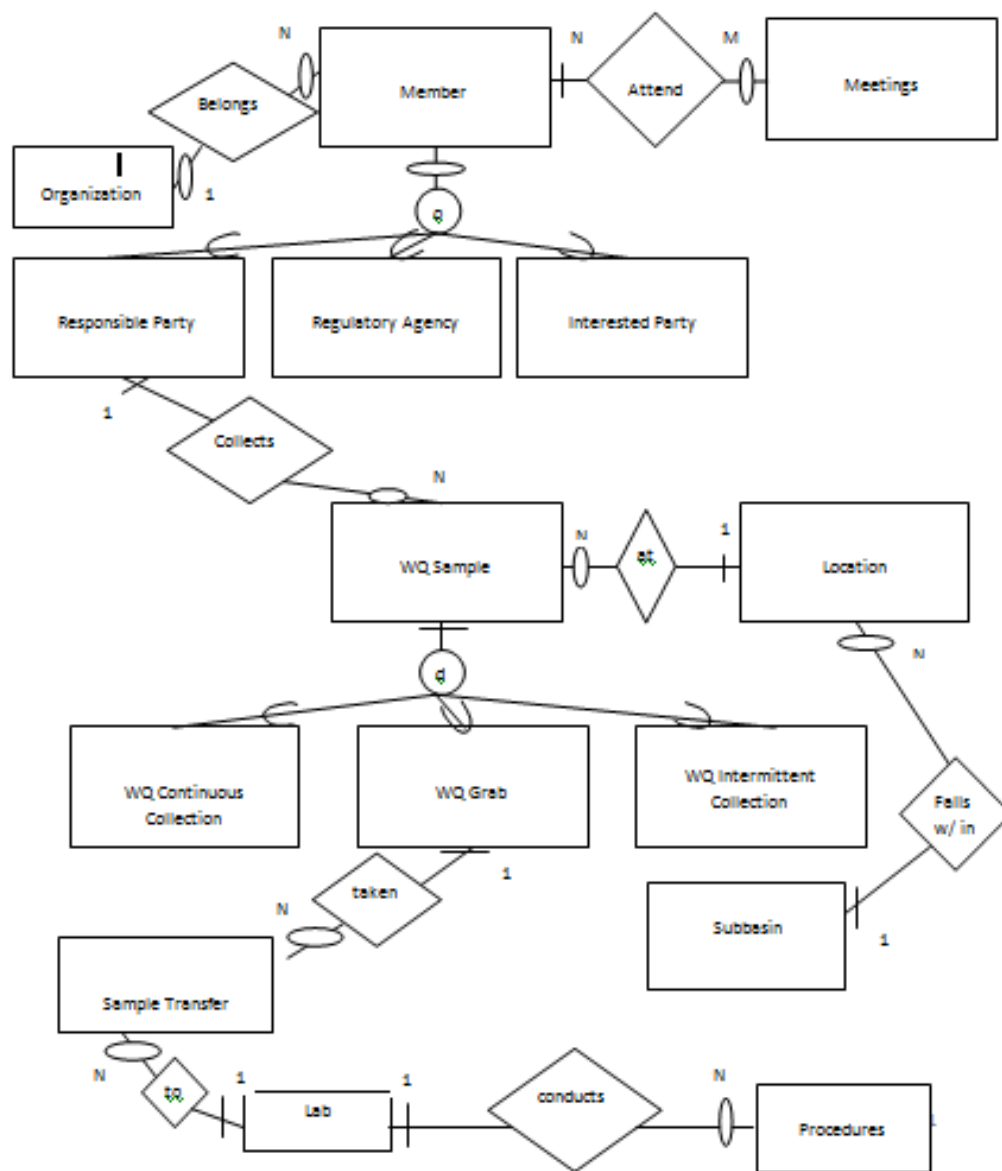 N
N
M
Belongs
Member
Attend
Meetings
Organization
1
o
Responsible Party
Regulatory Agency
Interested Party
1
Collects
N
N
at
1
WQ Sample
Location
N
d
WQ Continuous
Collection
WQ Grab
WQ Intermittent
Collection
Falls
w/ in
1
taken
N
Subbasin
1
Sample Transfer
N
to
1
Lab
1
conducts
N
Procedures
1